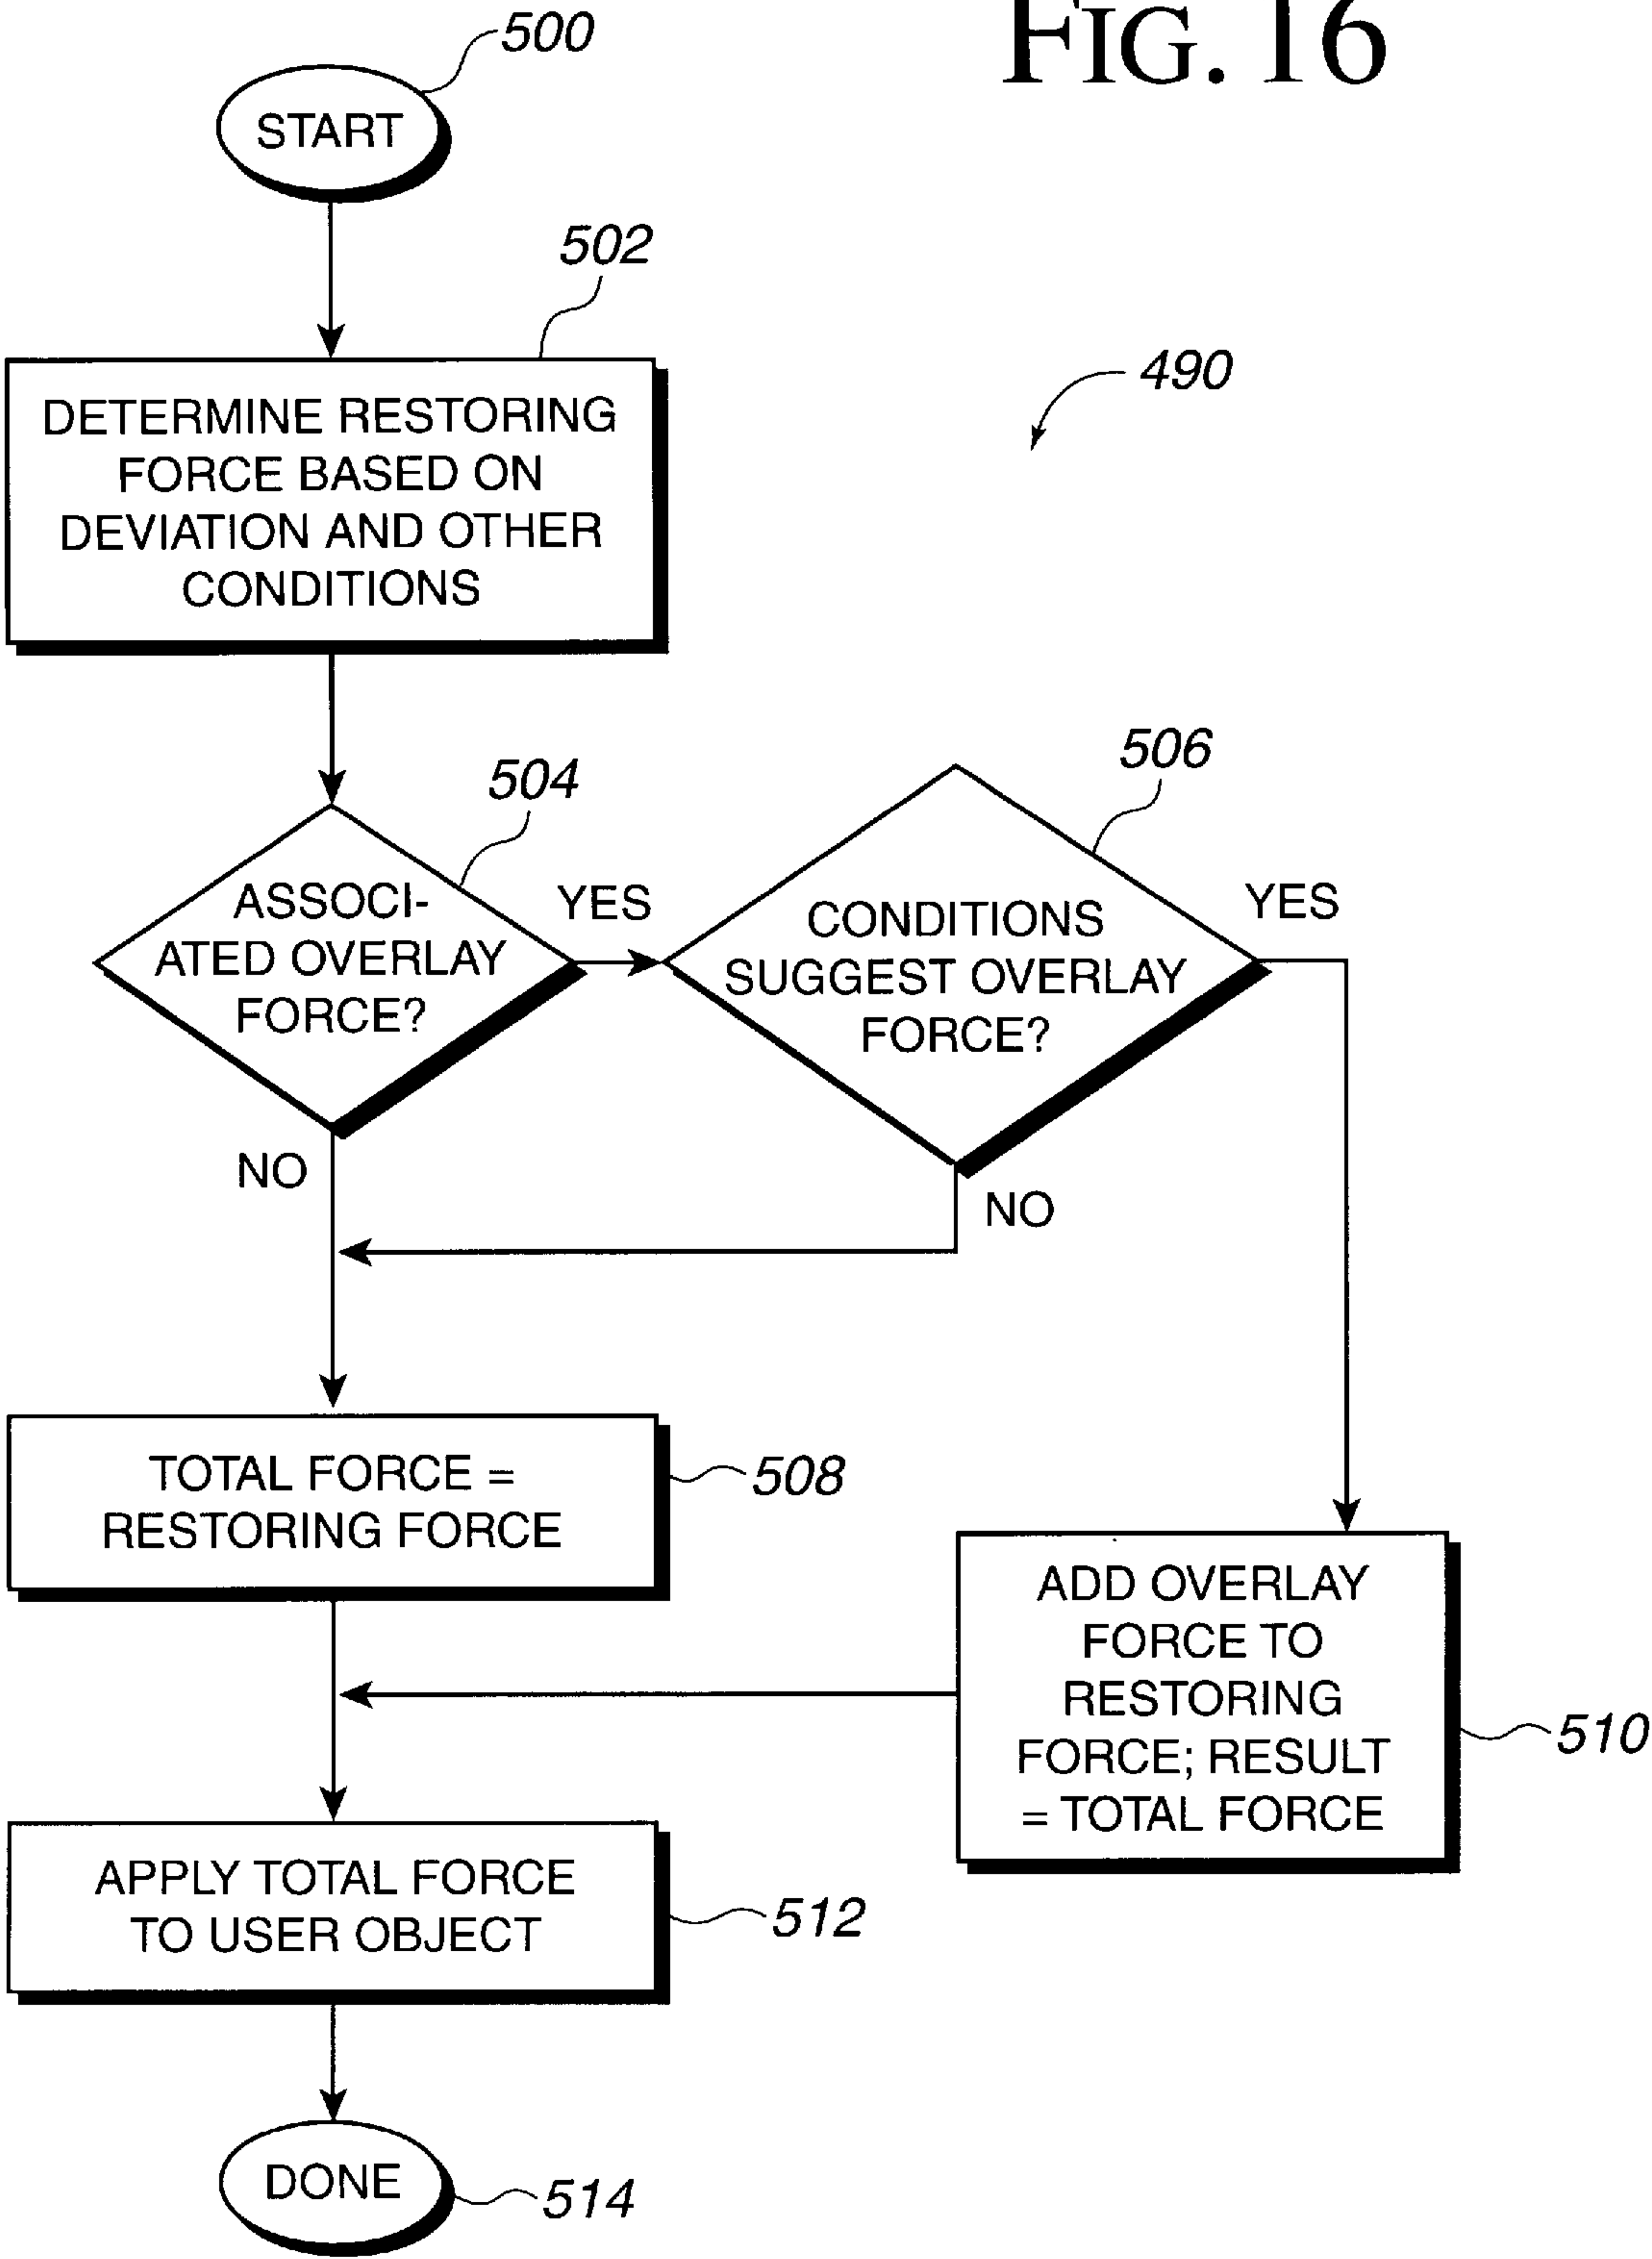 FIG. 16
500
START
502
490
DETERMINE RESTORING
FORCE BASED ON
DEVIATION AND OTHER
CONDITIONS
504
506
ASSOCI-
ATED OVERLAY
FORCE?
YES
CONDITIONS
SUGGEST OVERLAY
FORCE?
YES
NO
NO
TOTAL FORCE =
RESTORING FORCE
508
ADD OVERLAY
FORCE TO
RESTORING
FORCE; RESULT
= TOTAL FORCE
510
APPLY TOTAL FORCE
TO USER OBJECT
512
DONE
514